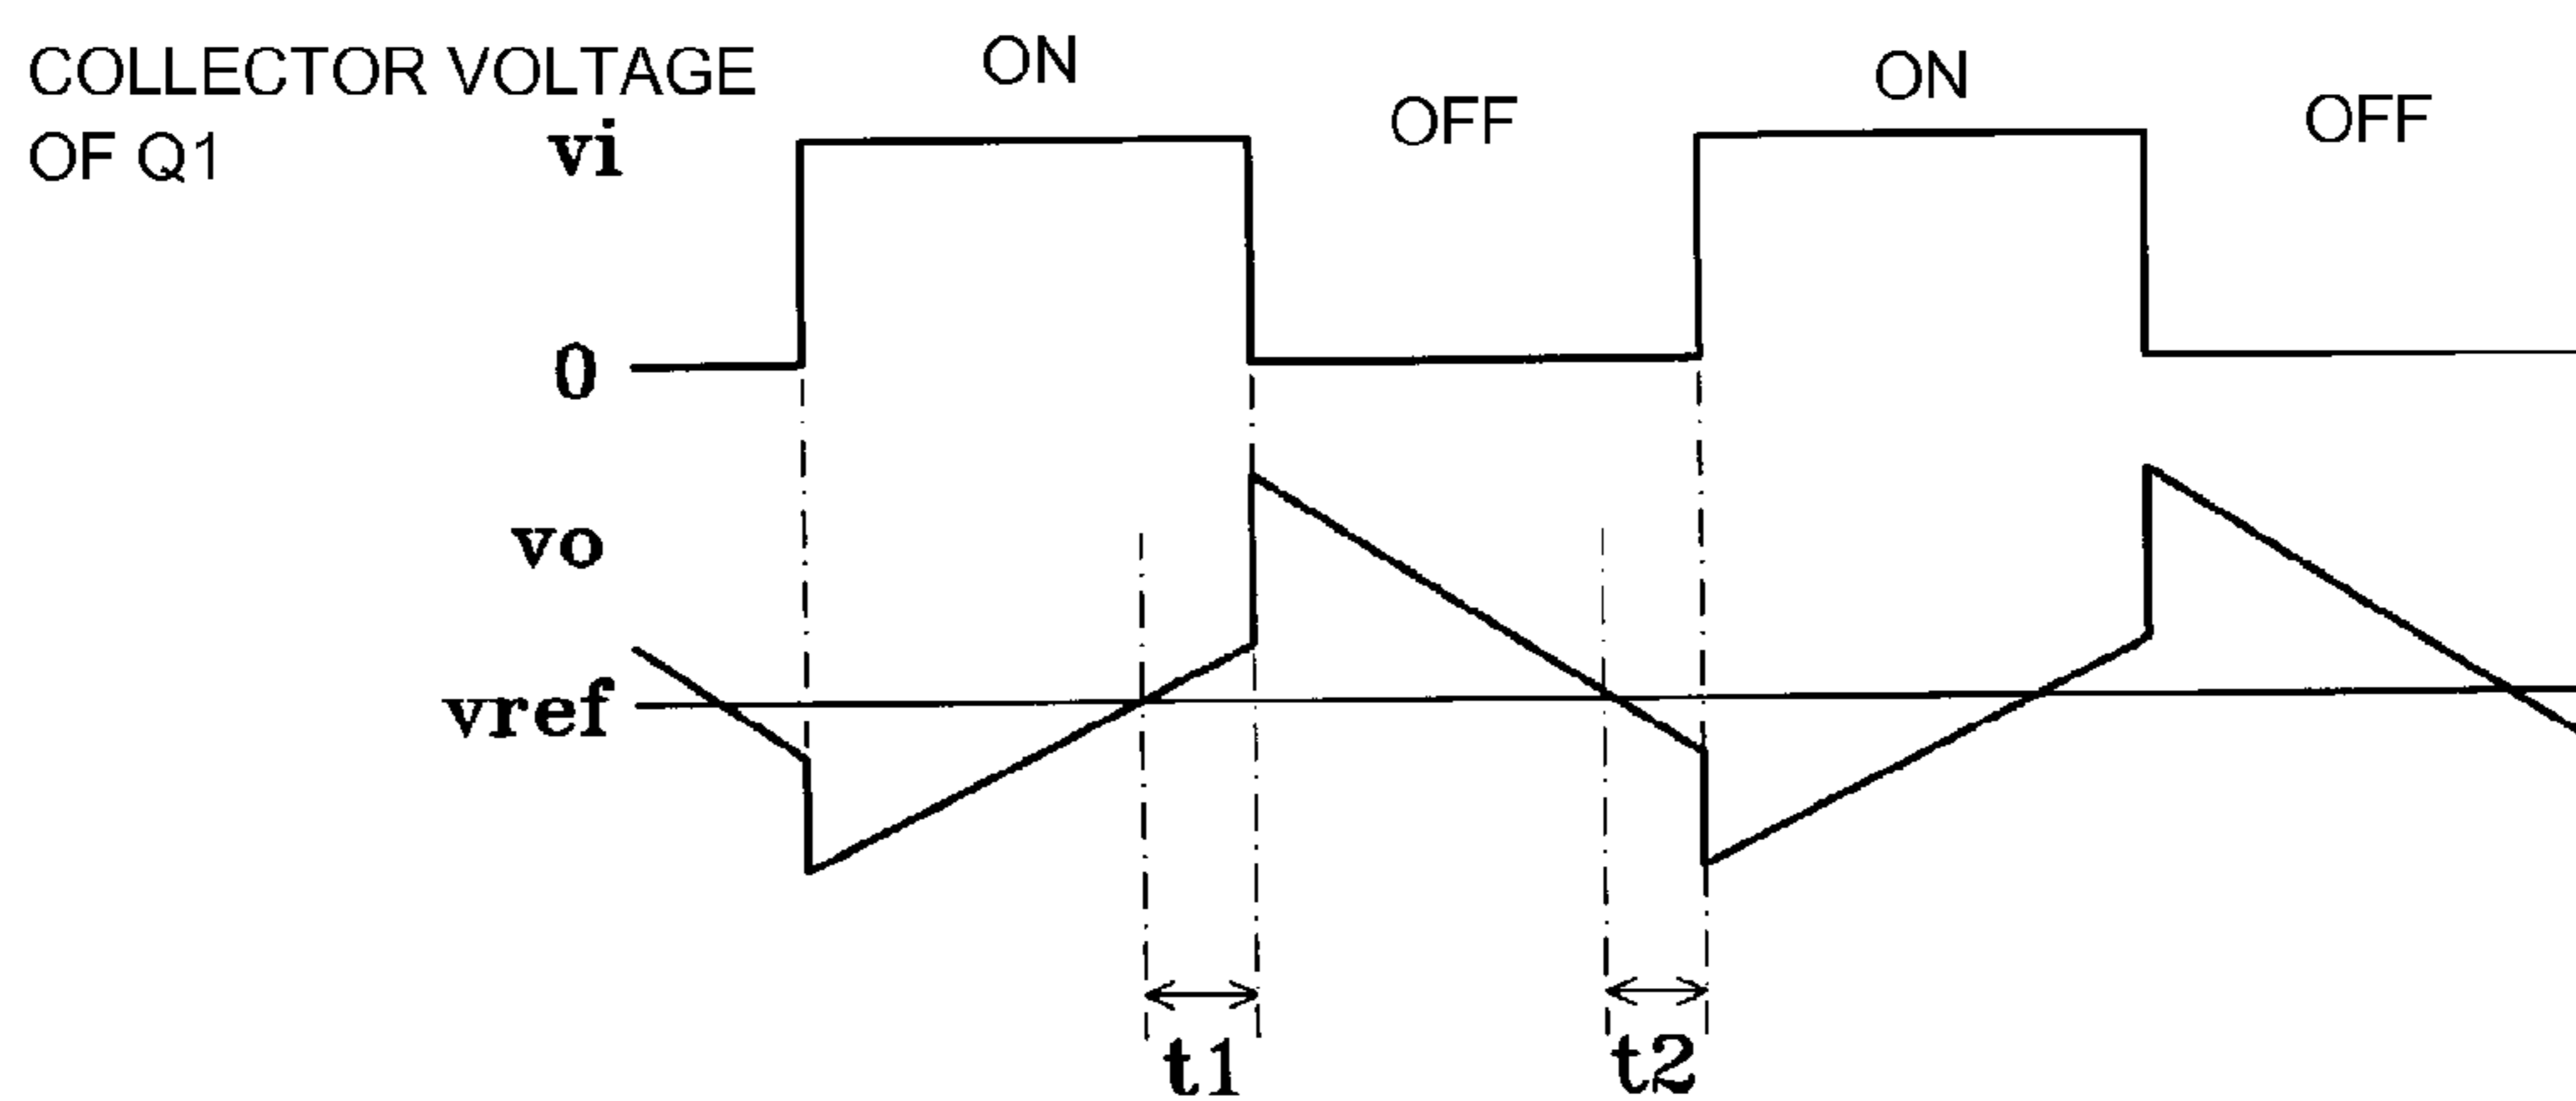 COLLECTOR VOLTAGE
OF Q1
vi
ON
OFF
ON
OFF
0
vo
vref
t1
t2